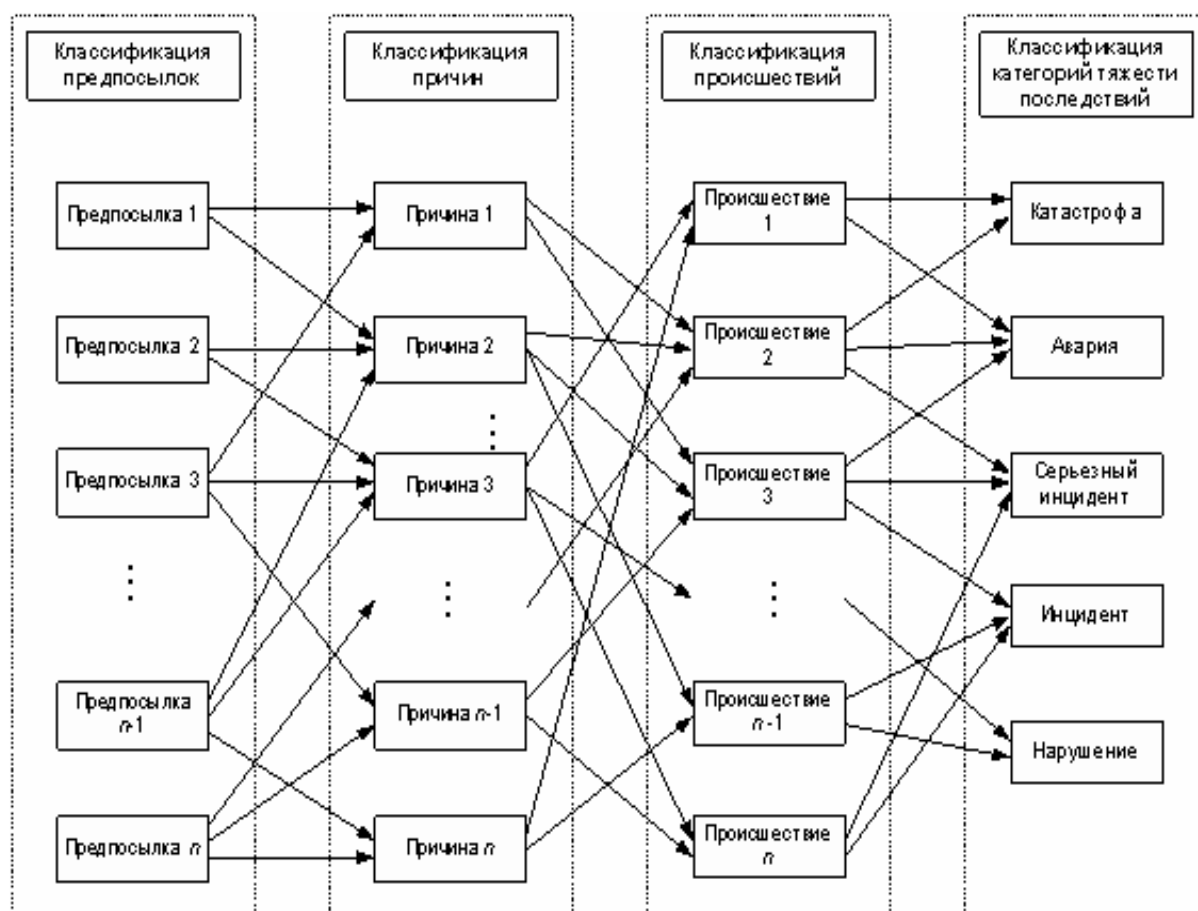 Классификация
предпосылок
Классификация
причин
Классификация
происшествий
Классификация
категорий тяжести
последствий
Предпосылка 1
Предпосылка 2
Предпосылка 3
⋮
Предпосылка
n-1
Предпосылка n
Причина 1
Причина 2
⋮
Причина 3
⋮
Причина n-1
Причина n
Происшествие
1
Происшествие
2
Происшествие
3
⋮
Происшествие
n-1
Происшествие
n
Катастрофа
Авария
Серьезный
инцидент
Инцидент
Нарушение